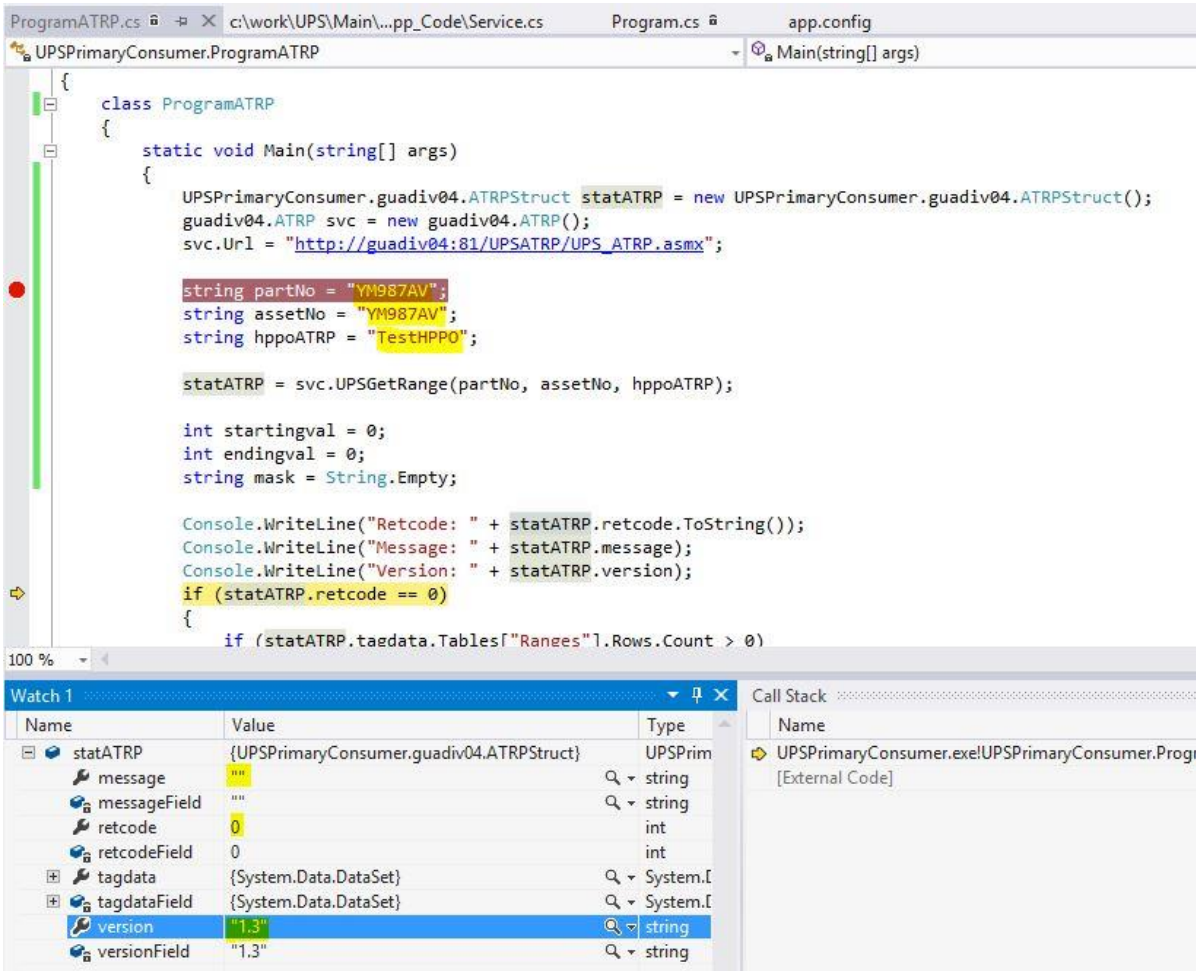 ProgramATRP.cs c:\work\UPS\Main\...pp_Code\Service.cs Program.cs app.config
UPSPrimaryConsumer.ProgramATRP Main(string[] args)
{
class ProgramATRP
{
static void Main(string[] args)
{
UPSPrimaryConsumer.guadiv04.ATRPStruct statATRP = new UPSPrimaryConsumer.guadiv04.ATRPStruct();
guadiv04.ATRP svc = new guadiv04.ATRP();
svc.Url = "http://guadiv04:81/UPSATRP/UPS_ATRP.asmx";
string partNo = "YM987AV";
string assetNo = "YM987AV";
string hppoATRP = "TestHPPO";
statATRP = svc.UPSGetRange(partNo, assetNo, hppoATRP);
int startingval = 0;
int endingval = 0;
string mask = String.Empty;
Console.WriteLine("Retcode: " + statATRP.retcode.ToString());
Console.WriteLine("Message: " + statATRP.message);
Console.WriteLine("Version: " + statATRP.version);
if (statATRP.retcode == 0)
{
if (statATRP.tagdata.Tables["Ranges"].Rows.Count > 0)
100 %
Watch 1 Call Stack
Name Value Type Name
statATRP {UPSPrimaryConsumer.guadiv04.ATRPStruct} UPSPrim UPSPrimaryConsumer.exe!UPSPrimaryConsumer.Progr
message "" string [External Code]
messageField "" string
retcode 0 int
retcodeField 0 int
tagdata {System.Data.DataSet} System.D
tagdataField {System.Data.DataSet} System.D
version "1.3" string
versionField "1.3" string